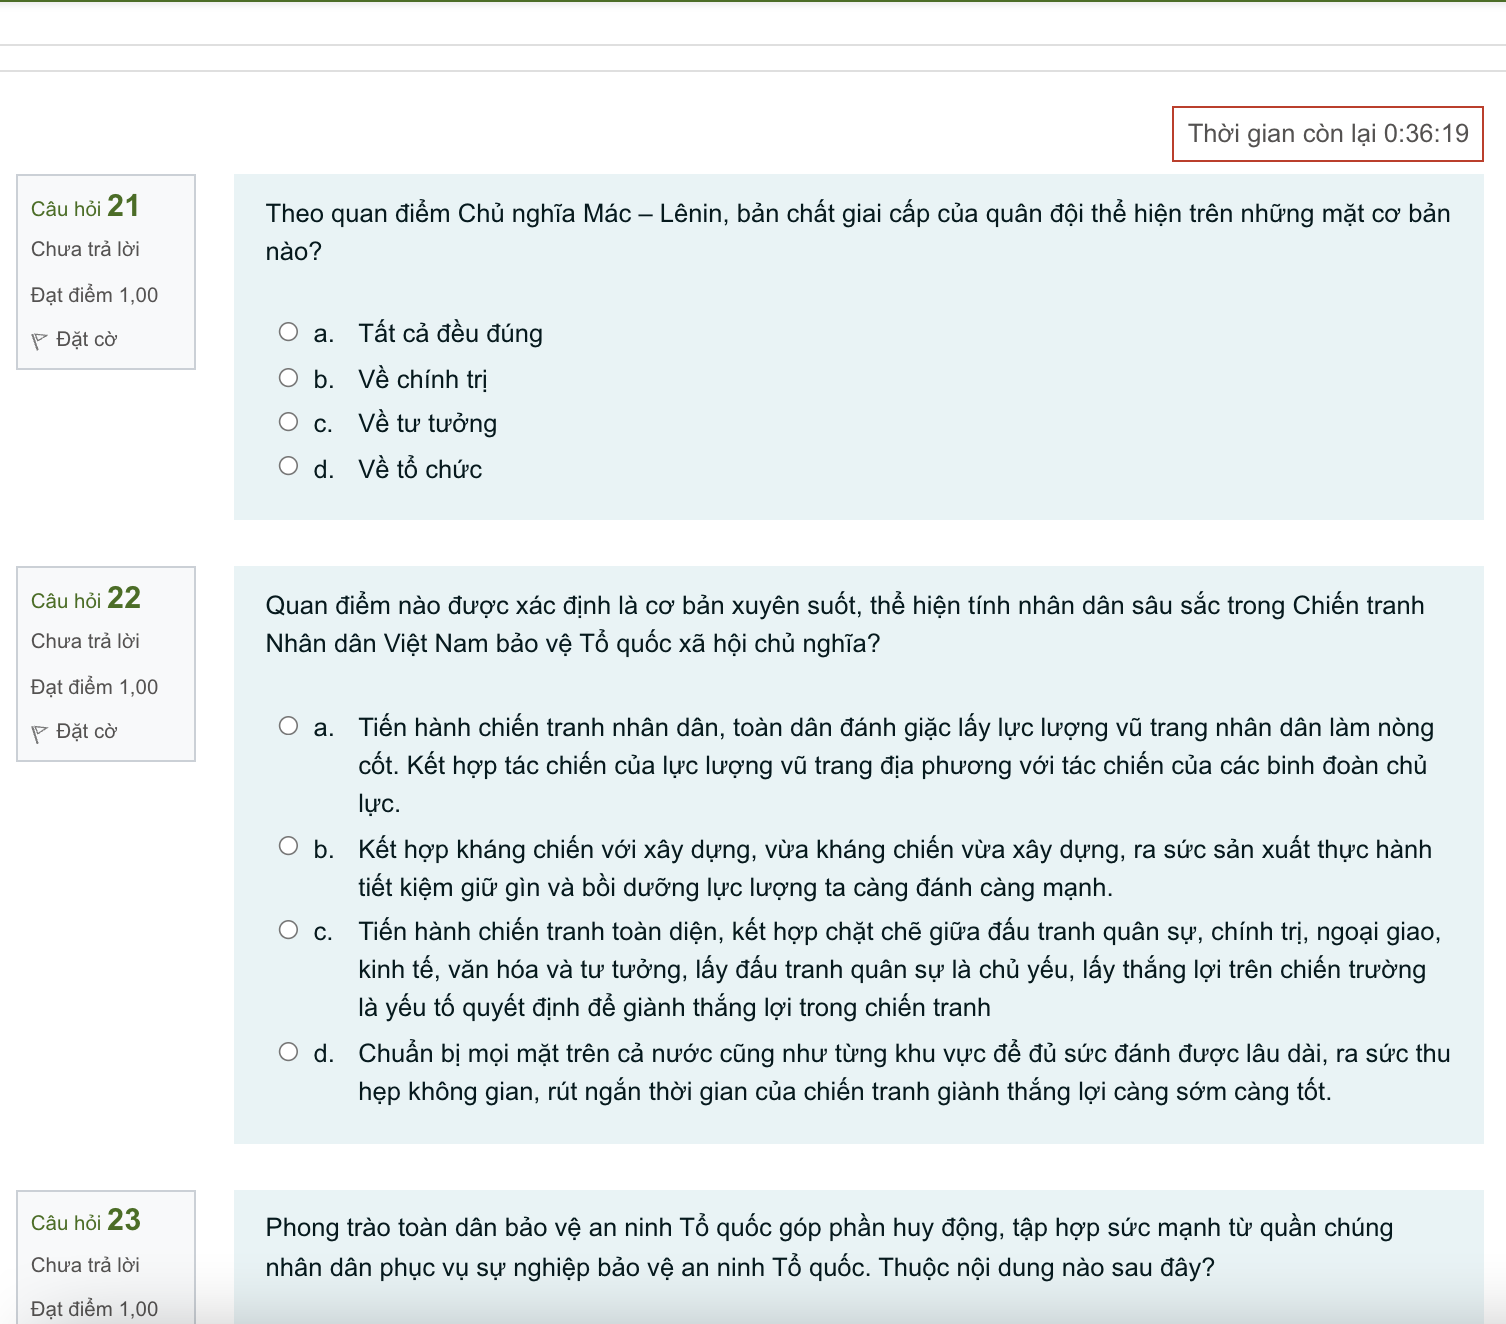 Thời gian còn lại 0:36:19
Câu hỏi 21
Chưa trả lời
Đạt điểm 1,00
Đặt cờ
Theo quan điểm Chủ nghĩa Mác – Lênin, bản chất giai cấp của quân đội thể hiện trên những mặt cơ bản
nào?
a. Tất cả đều đúng
b. Về chính trị
c. Về tư tưởng
d. Về tổ chức
Câu hỏi 22
Chưa trả lời
Đạt điểm 1,00
Đặt cờ
Quan điểm nào được xác định là cơ bản xuyên suốt, thể hiện tính nhân dân sâu sắc trong Chiến tranh
Nhân dân Việt Nam bảo vệ Tổ quốc xã hội chủ nghĩa?
a. Tiến hành chiến tranh nhân dân, toàn dân đánh giặc lấy lực lượng vũ trang nhân dân làm nòng
cốt. Kết hợp tác chiến của lực lượng vũ trang địa phương với tác chiến của các binh đoàn chủ
lực.
b. Kết hợp kháng chiến với xây dựng, vừa kháng chiến vừa xây dựng, ra sức sản xuất thực hành
tiết kiệm giữ gìn và bồi dưỡng lực lượng ta càng đánh càng mạnh.
c. Tiến hành chiến tranh toàn diện, kết hợp chặt chẽ giữa đấu tranh quân sự, chính trị, ngoại giao,
kinh tế, văn hóa và tư tưởng, lấy đấu tranh quân sự là chủ yếu, lấy thắng lợi trên chiến trường
là yếu tố quyết định để giành thắng lợi trong chiến tranh
d. Chuẩn bị mọi mặt trên cả nước cũng như từng khu vực để đủ sức đánh được lâu dài, ra sức thu
hẹp không gian, rút ngắn thời gian của chiến tranh giành thắng lợi càng sớm càng tốt.
Câu hỏi 23
Chưa trả lời
Đạt điểm 1,00
Phong trào toàn dân bảo vệ an ninh Tổ quốc góp phần huy động, tập hợp sức mạnh từ quần chúng
nhân dân phục vụ sự nghiệp bảo vệ an ninh Tổ quốc. Thuộc nội dung nào sau đây?